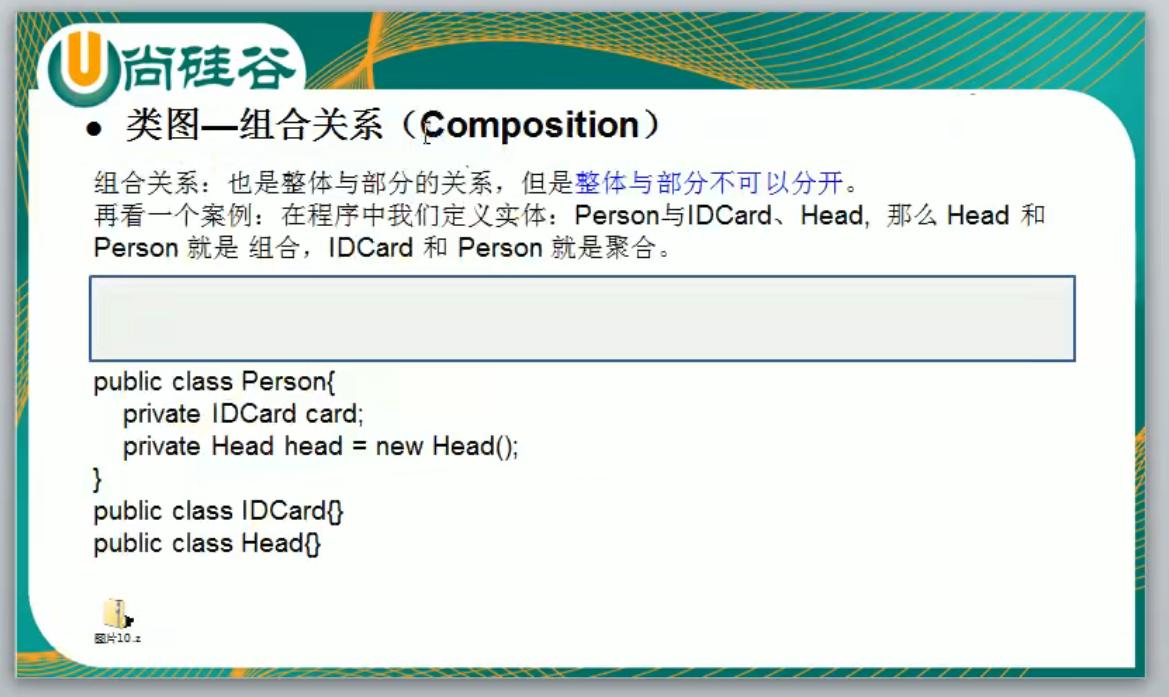 尚硅谷
● 类图—组合关系（Composition）
组合关系：也是整体与部分的关系，但是整体与部分不可以分开。
再看一个案例：在程序中我们定义实体：Person与IDCard、Head, 那么 Head 和
Person 就是 组合，IDCard 和 Person 就是聚合。
public class Person{
private IDCard card;
private Head head = new Head();
}
public class IDCard{}
public class Head{}
图片10.z